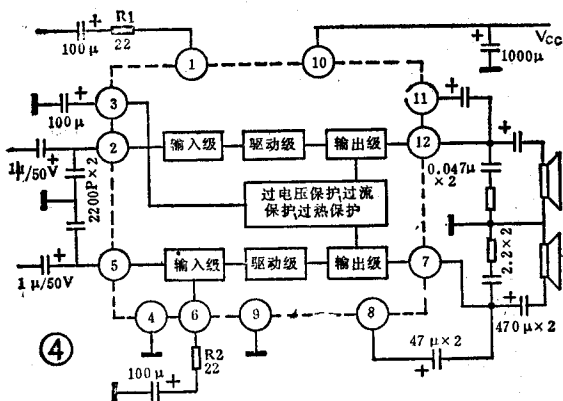 R1
100μ
22
1
10
VCC
1000μ
3
100μ
11
2
输入级
驱动级
输出级
12
1μ/50V
2200P×2
0.047μ
×2
过电压保护,过流
保护,过热保护
2.2×2
5
输入级
驱动级
输出级
7
1μ/50V
4
6
9
8
470μ×2
47μ×2
④
R2
22
100μ